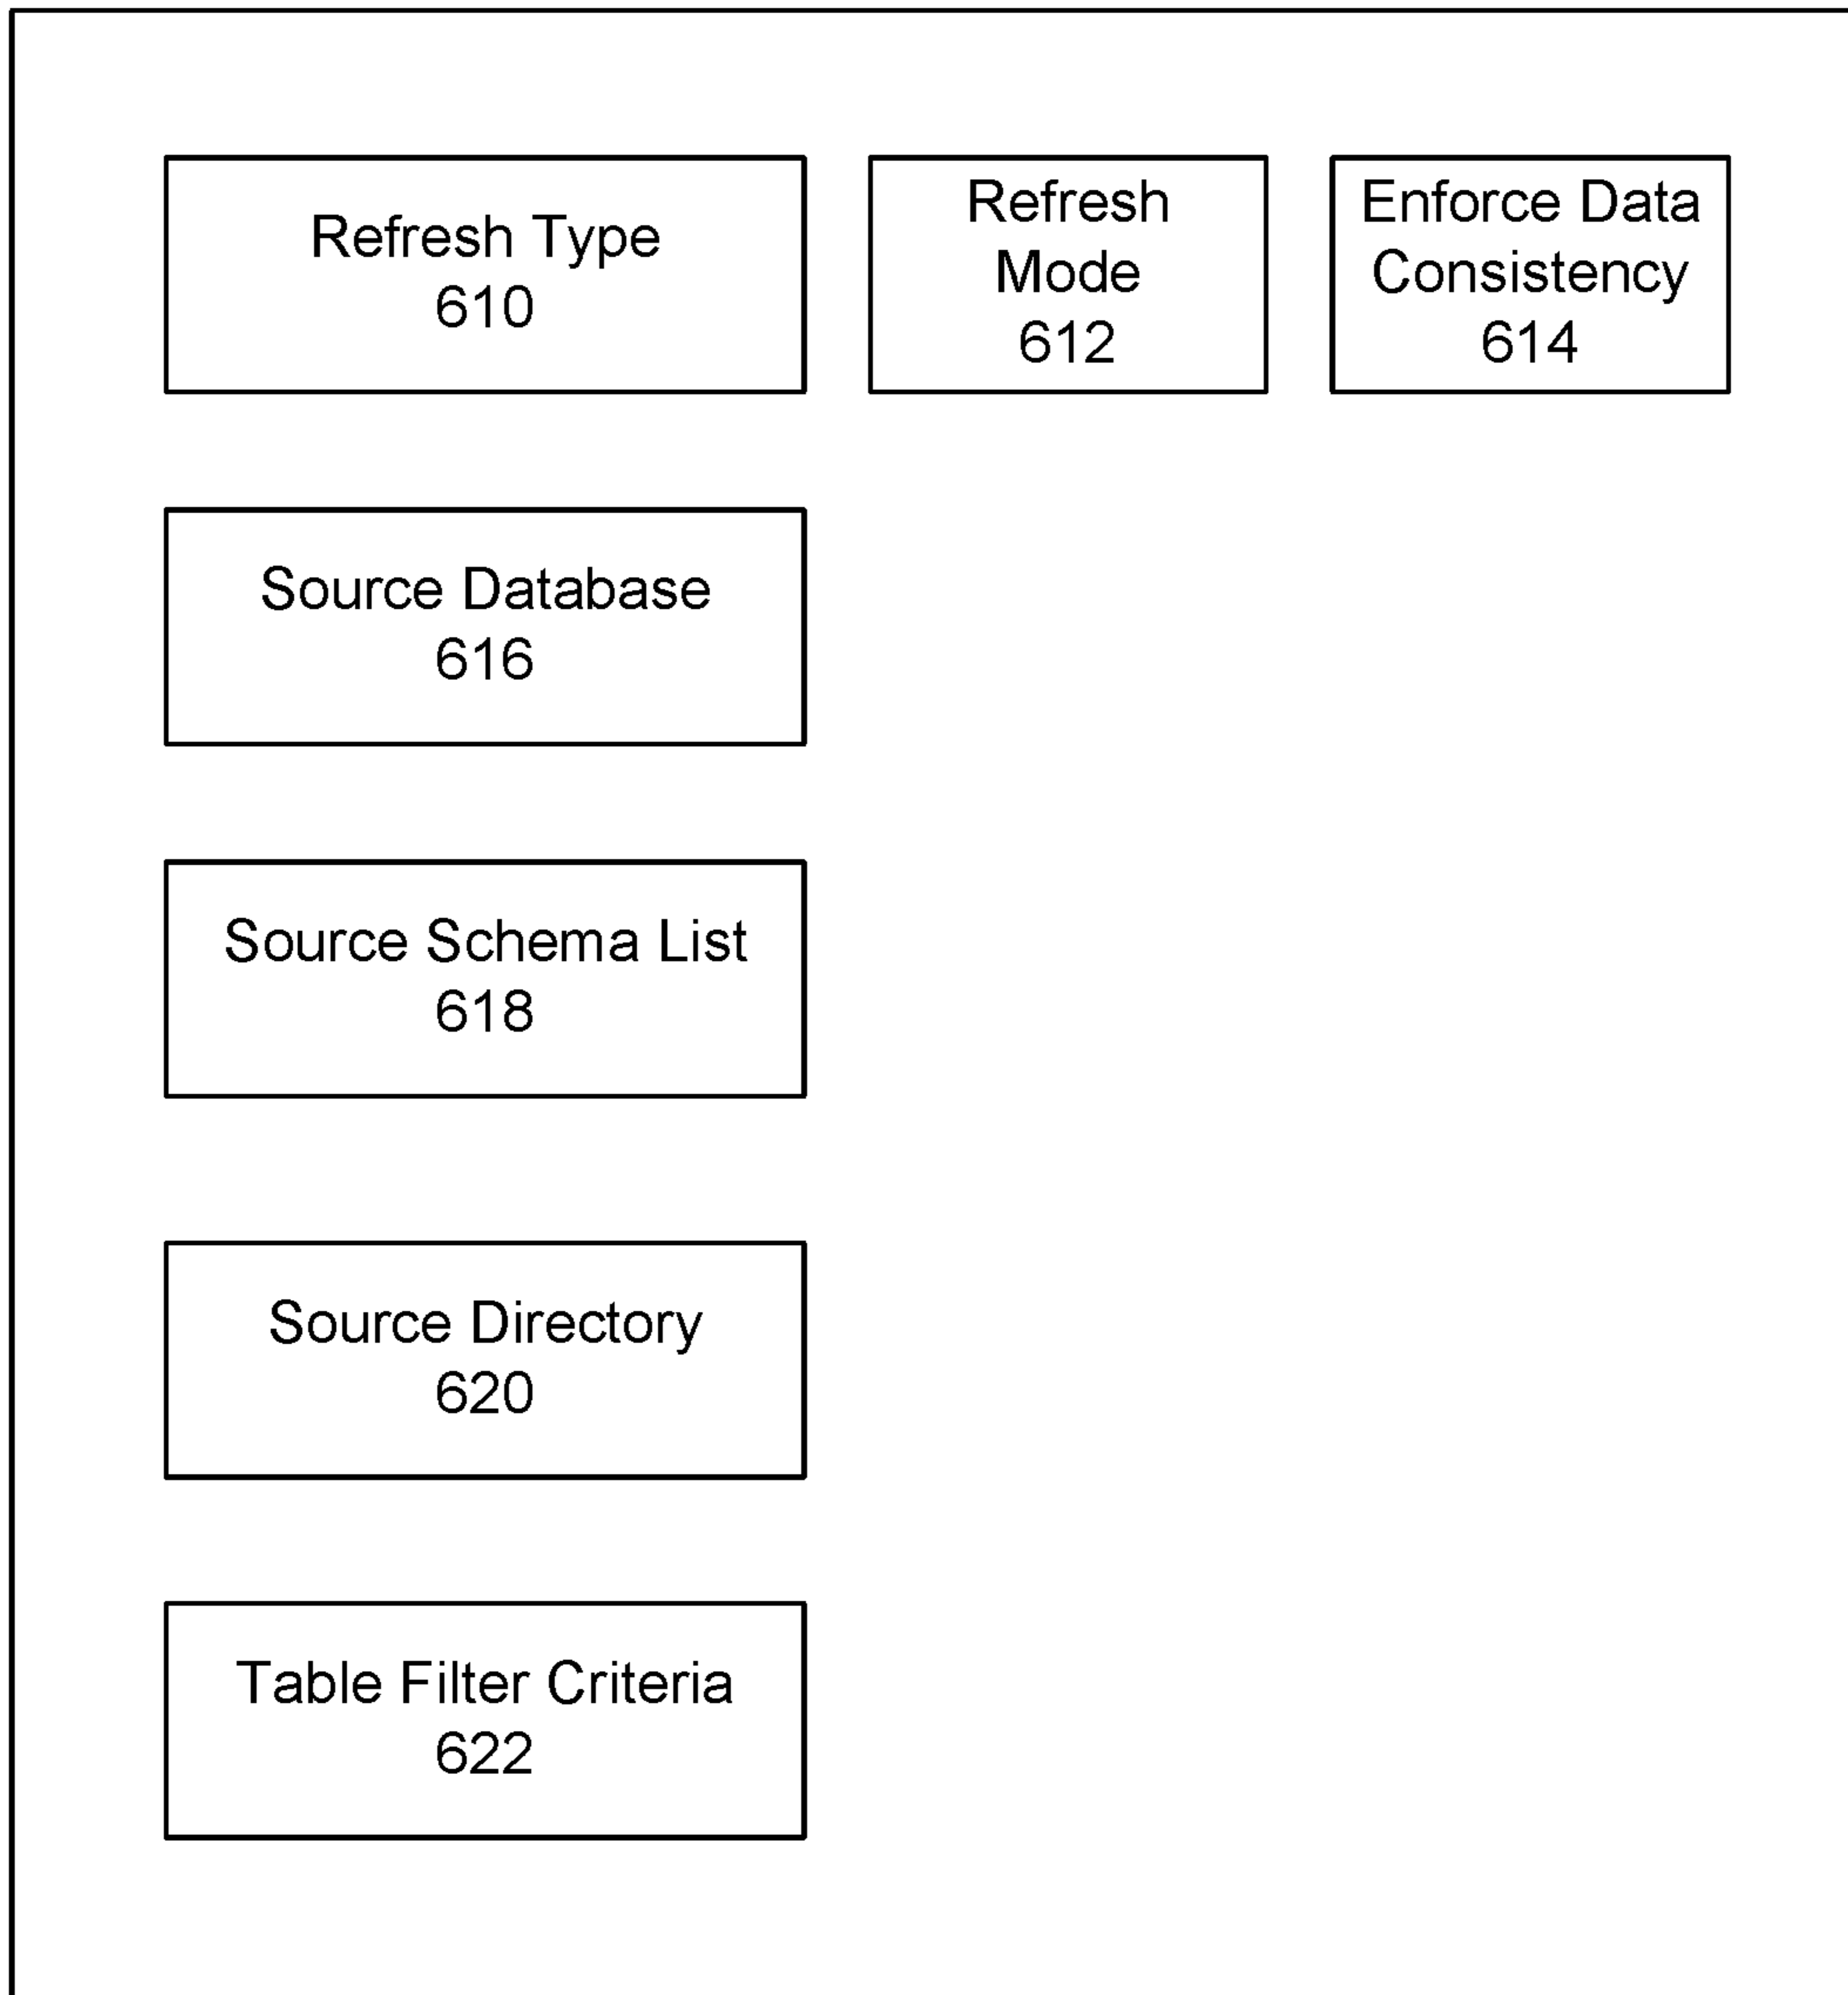 Refresh Type
610
Refresh
Mode
612
Enforce Data
Consistency
614
Source Database
616
Source Schema List
618
Source Directory
620
Table Filter Criteria
622